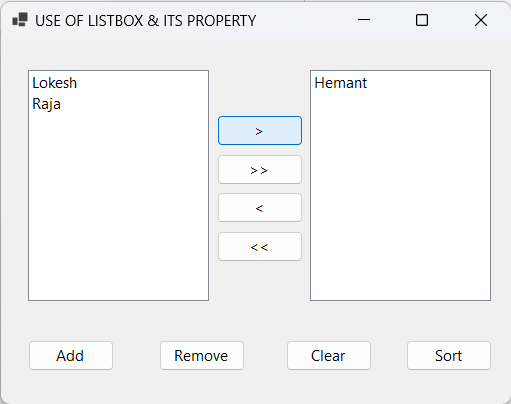 USE OF LISTBOX & ITS PROPERTY
Lokesh
Raja
>
>>
<
<<
Hemant
Add
Remove
Clear
Sort